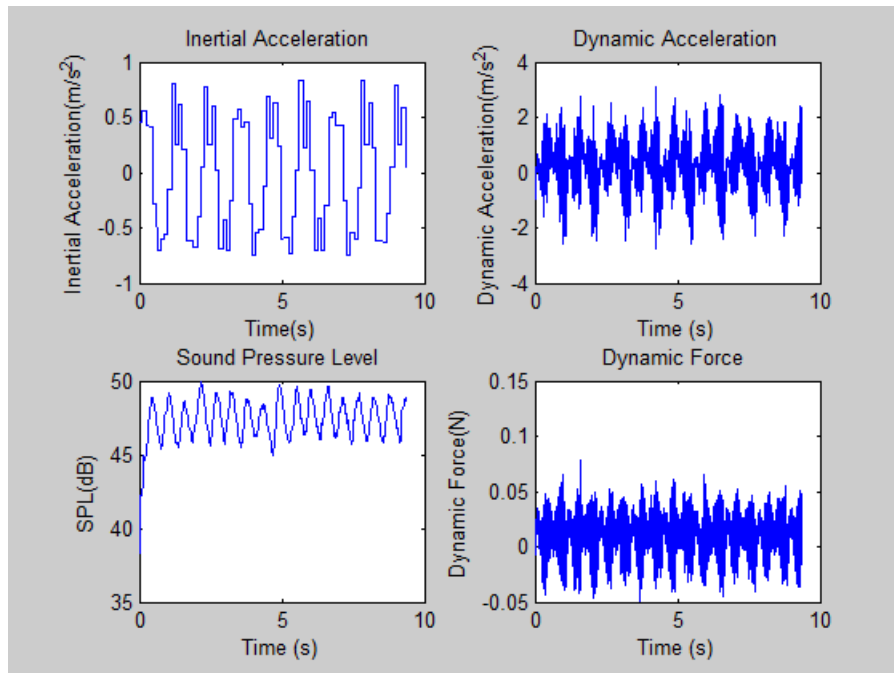 Inertial Acceleration
Inertial Acceleration(m/s²)
1
0.5
0
-0.5
-1
0
5
10
Time(s)
Dynamic Acceleration
Dynamic Acceleration(m/s²)
4
2
0
-2
-4
0
5
10
Time (s)
Sound Pressure Level
SPL(dB)
50
45
40
35
0
5
10
Time (s)
Dynamic Force
Dynamic Force(N)
0.15
0.1
0.05
0
-0.05
0
5
10
Time (s)